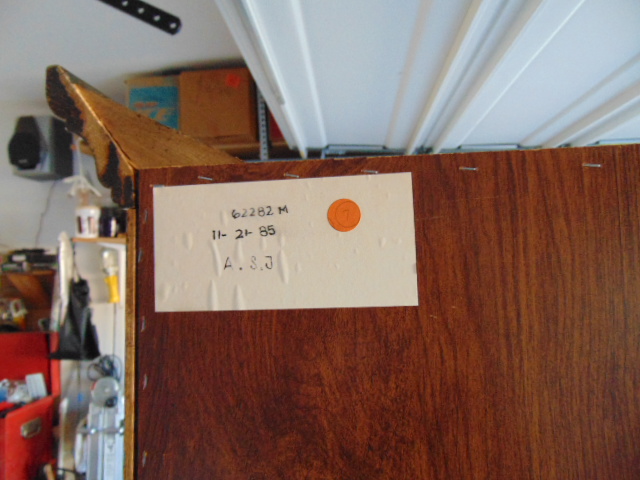 62282 M
11- 21- 85
A. S. J